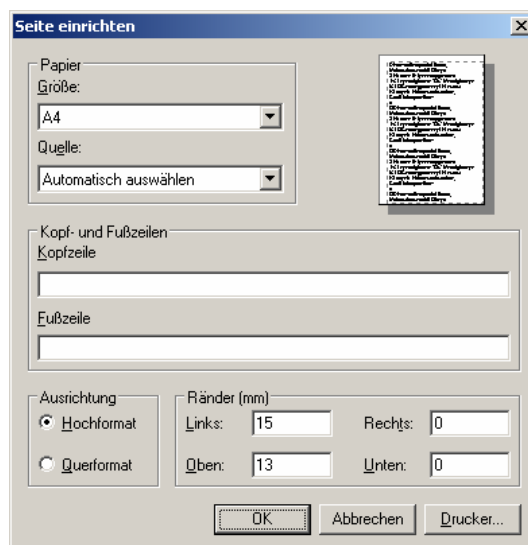 Seite einrichten
Papier
Größe:
A4
Quelle:
Automatisch auswählen
Kopf- und Fußzeilen
Kopfzeile
Fußzeile
Ausrichtung
Hochformat
Querformat
Ränder (mm)
Links: 15 Rechts: 0
Oben: 13 Unten: 0
OK Abbrechen Drucker...